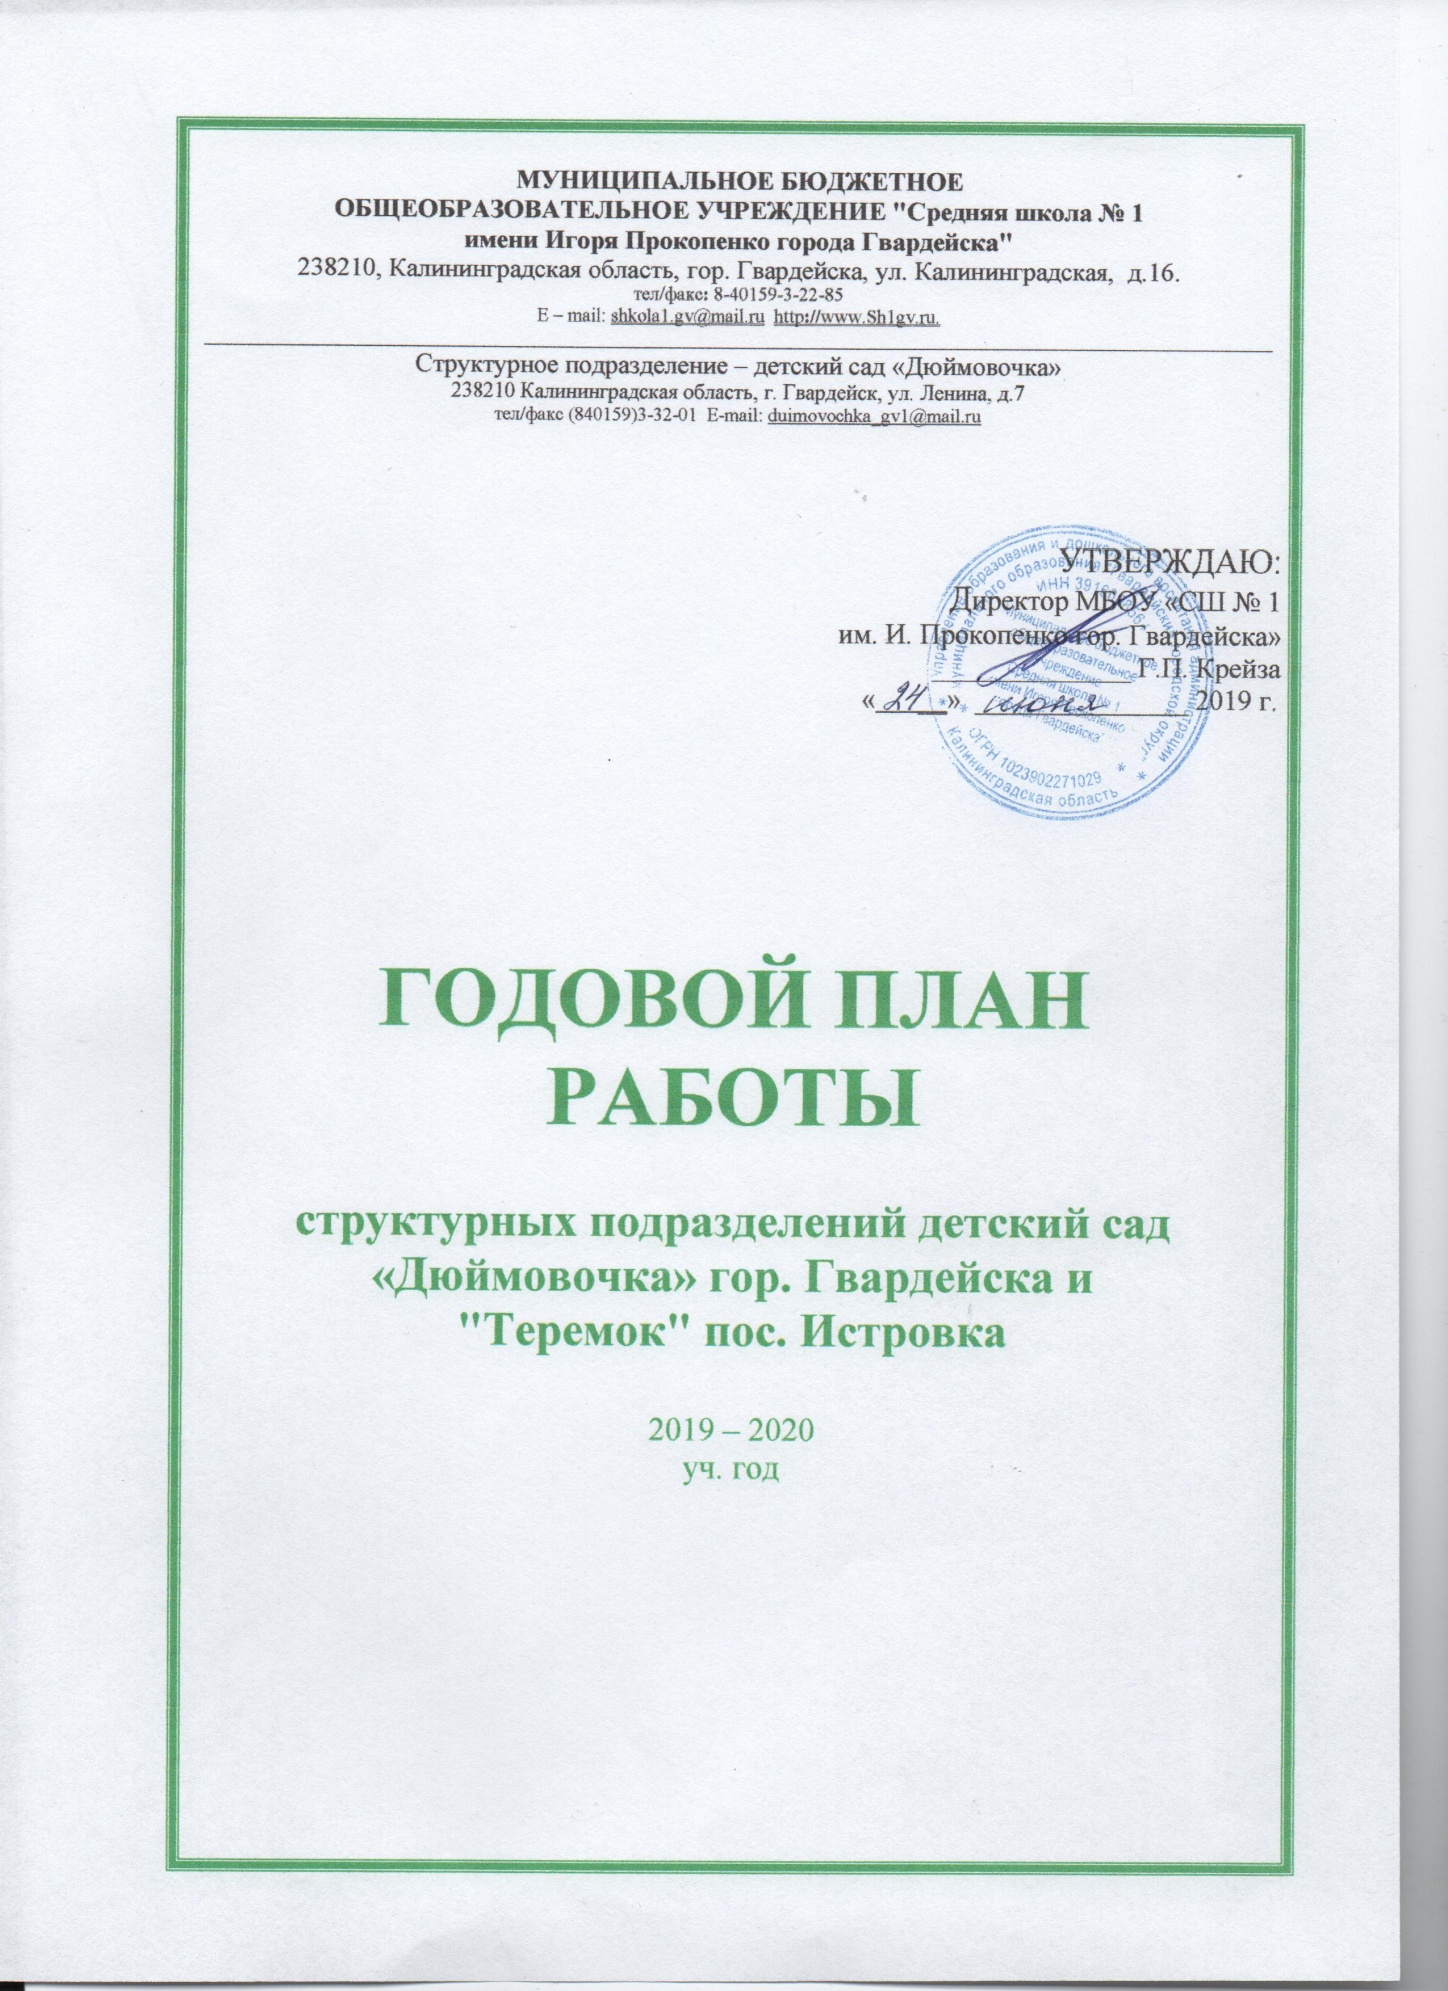 МУНИЦИПАЛЬНОЕ БЮДЖЕТНОЕ
ОБЩЕОБРАЗОВАТЕЛЬНОЕ УЧРЕЖДЕНИЕ "Средняя школа № 1
имени Игоря Прокопенко города Гвардейска"
238210, Калининградская область, гор. Гвардейска, ул. Калининградская, д.16.
тел/факс: 8-40159-3-22-85
E – mail: shkola1.gv@mail.ru http://www.Sh1gv.ru.
Структурное подразделение – детский сад «Дюймовочка»
238210 Калининградская область, г. Гвардейск, ул. Ленина, д.7
тел/факс (840159)3-32-01 E-mail: duimovochka_gv1@mail.ru
УТВЕРЖДАЮ:
Директор МБОУ «СШ № 1
им. И. Прокопенко гор. Гвардейска»
Г.П. Крейза
«24» июня 2019 г.
ОГРН 1023902271029
Калининградская область
ГОДОВОЙ ПЛАН
РАБОТЫ
структурных подразделений детский сад
«Дюймовочка» гор. Гвардейска и
"Теремок" пос. Истровка
2019 – 2020
уч. год